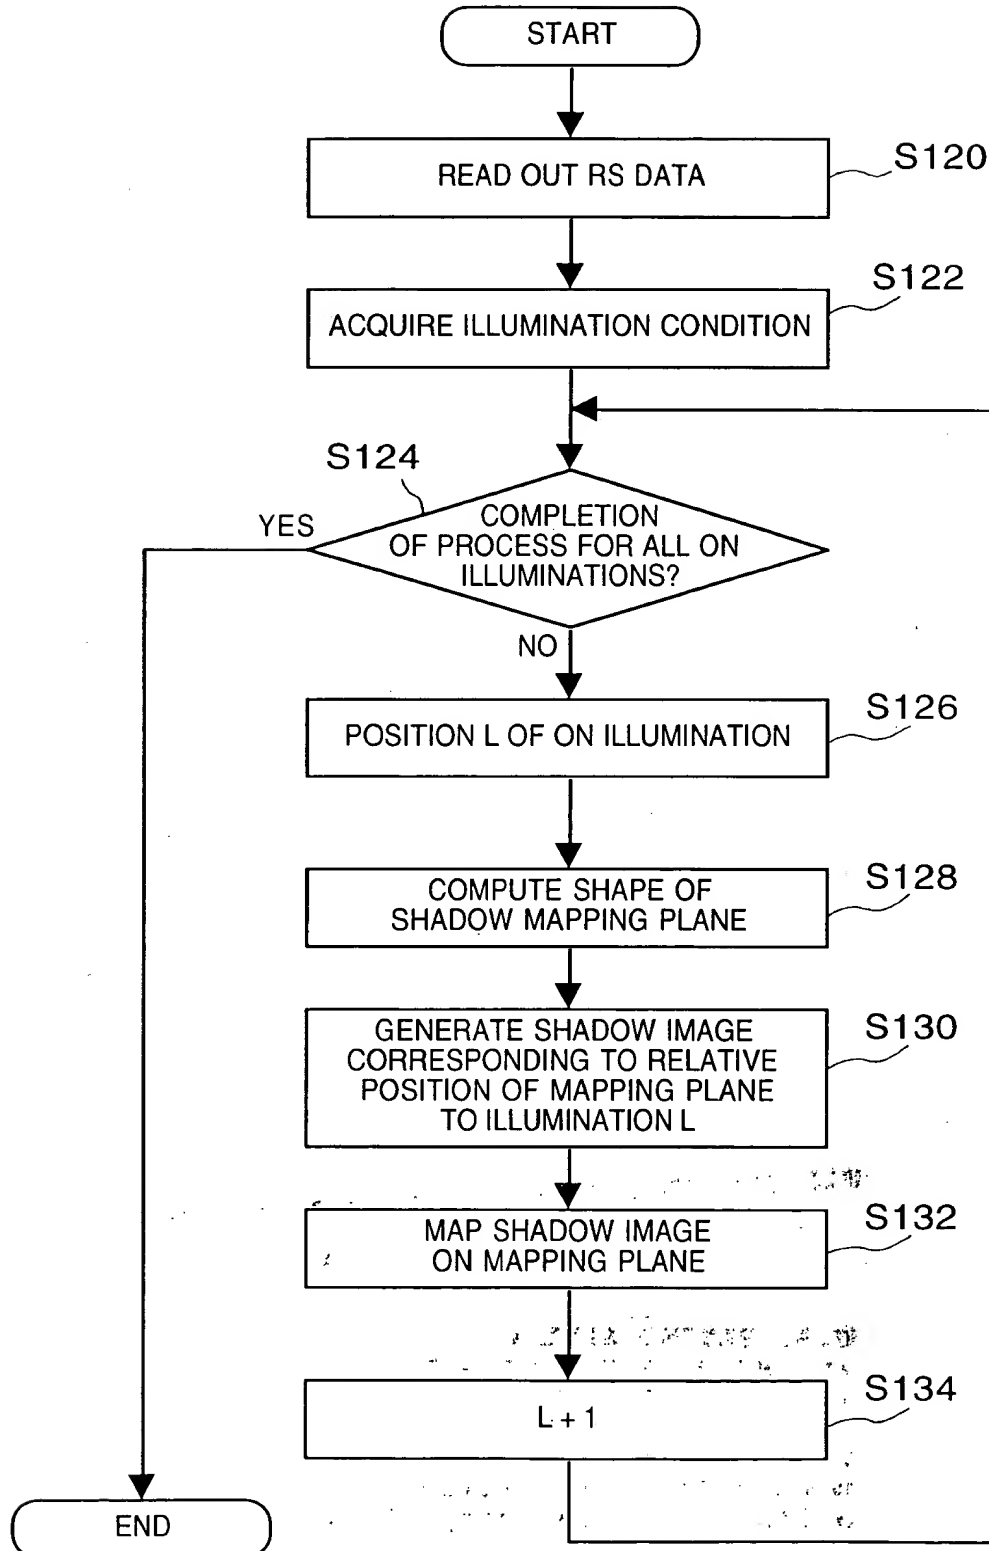 START
READ OUT RS DATA
S120
S122
ACQUIRE ILLUMINATION CONDITION
S124
YES
COMPLETION
OF PROCESS FOR ALL ON
ILLUMINATIONS?
NO
POSITION L OF ON ILLUMINATION
S126
COMPUTE SHAPE OF
SHADOW MAPPING PLANE
S128
GENERATE SHADOW IMAGE
CORRESPONDING TO RELATIVE
POSITION OF MAPPING PLANE
TO ILLUMINATION L
S130
MAP SHADOW IMAGE
ON MAPPING PLANE
S132
L + 1
S134
END